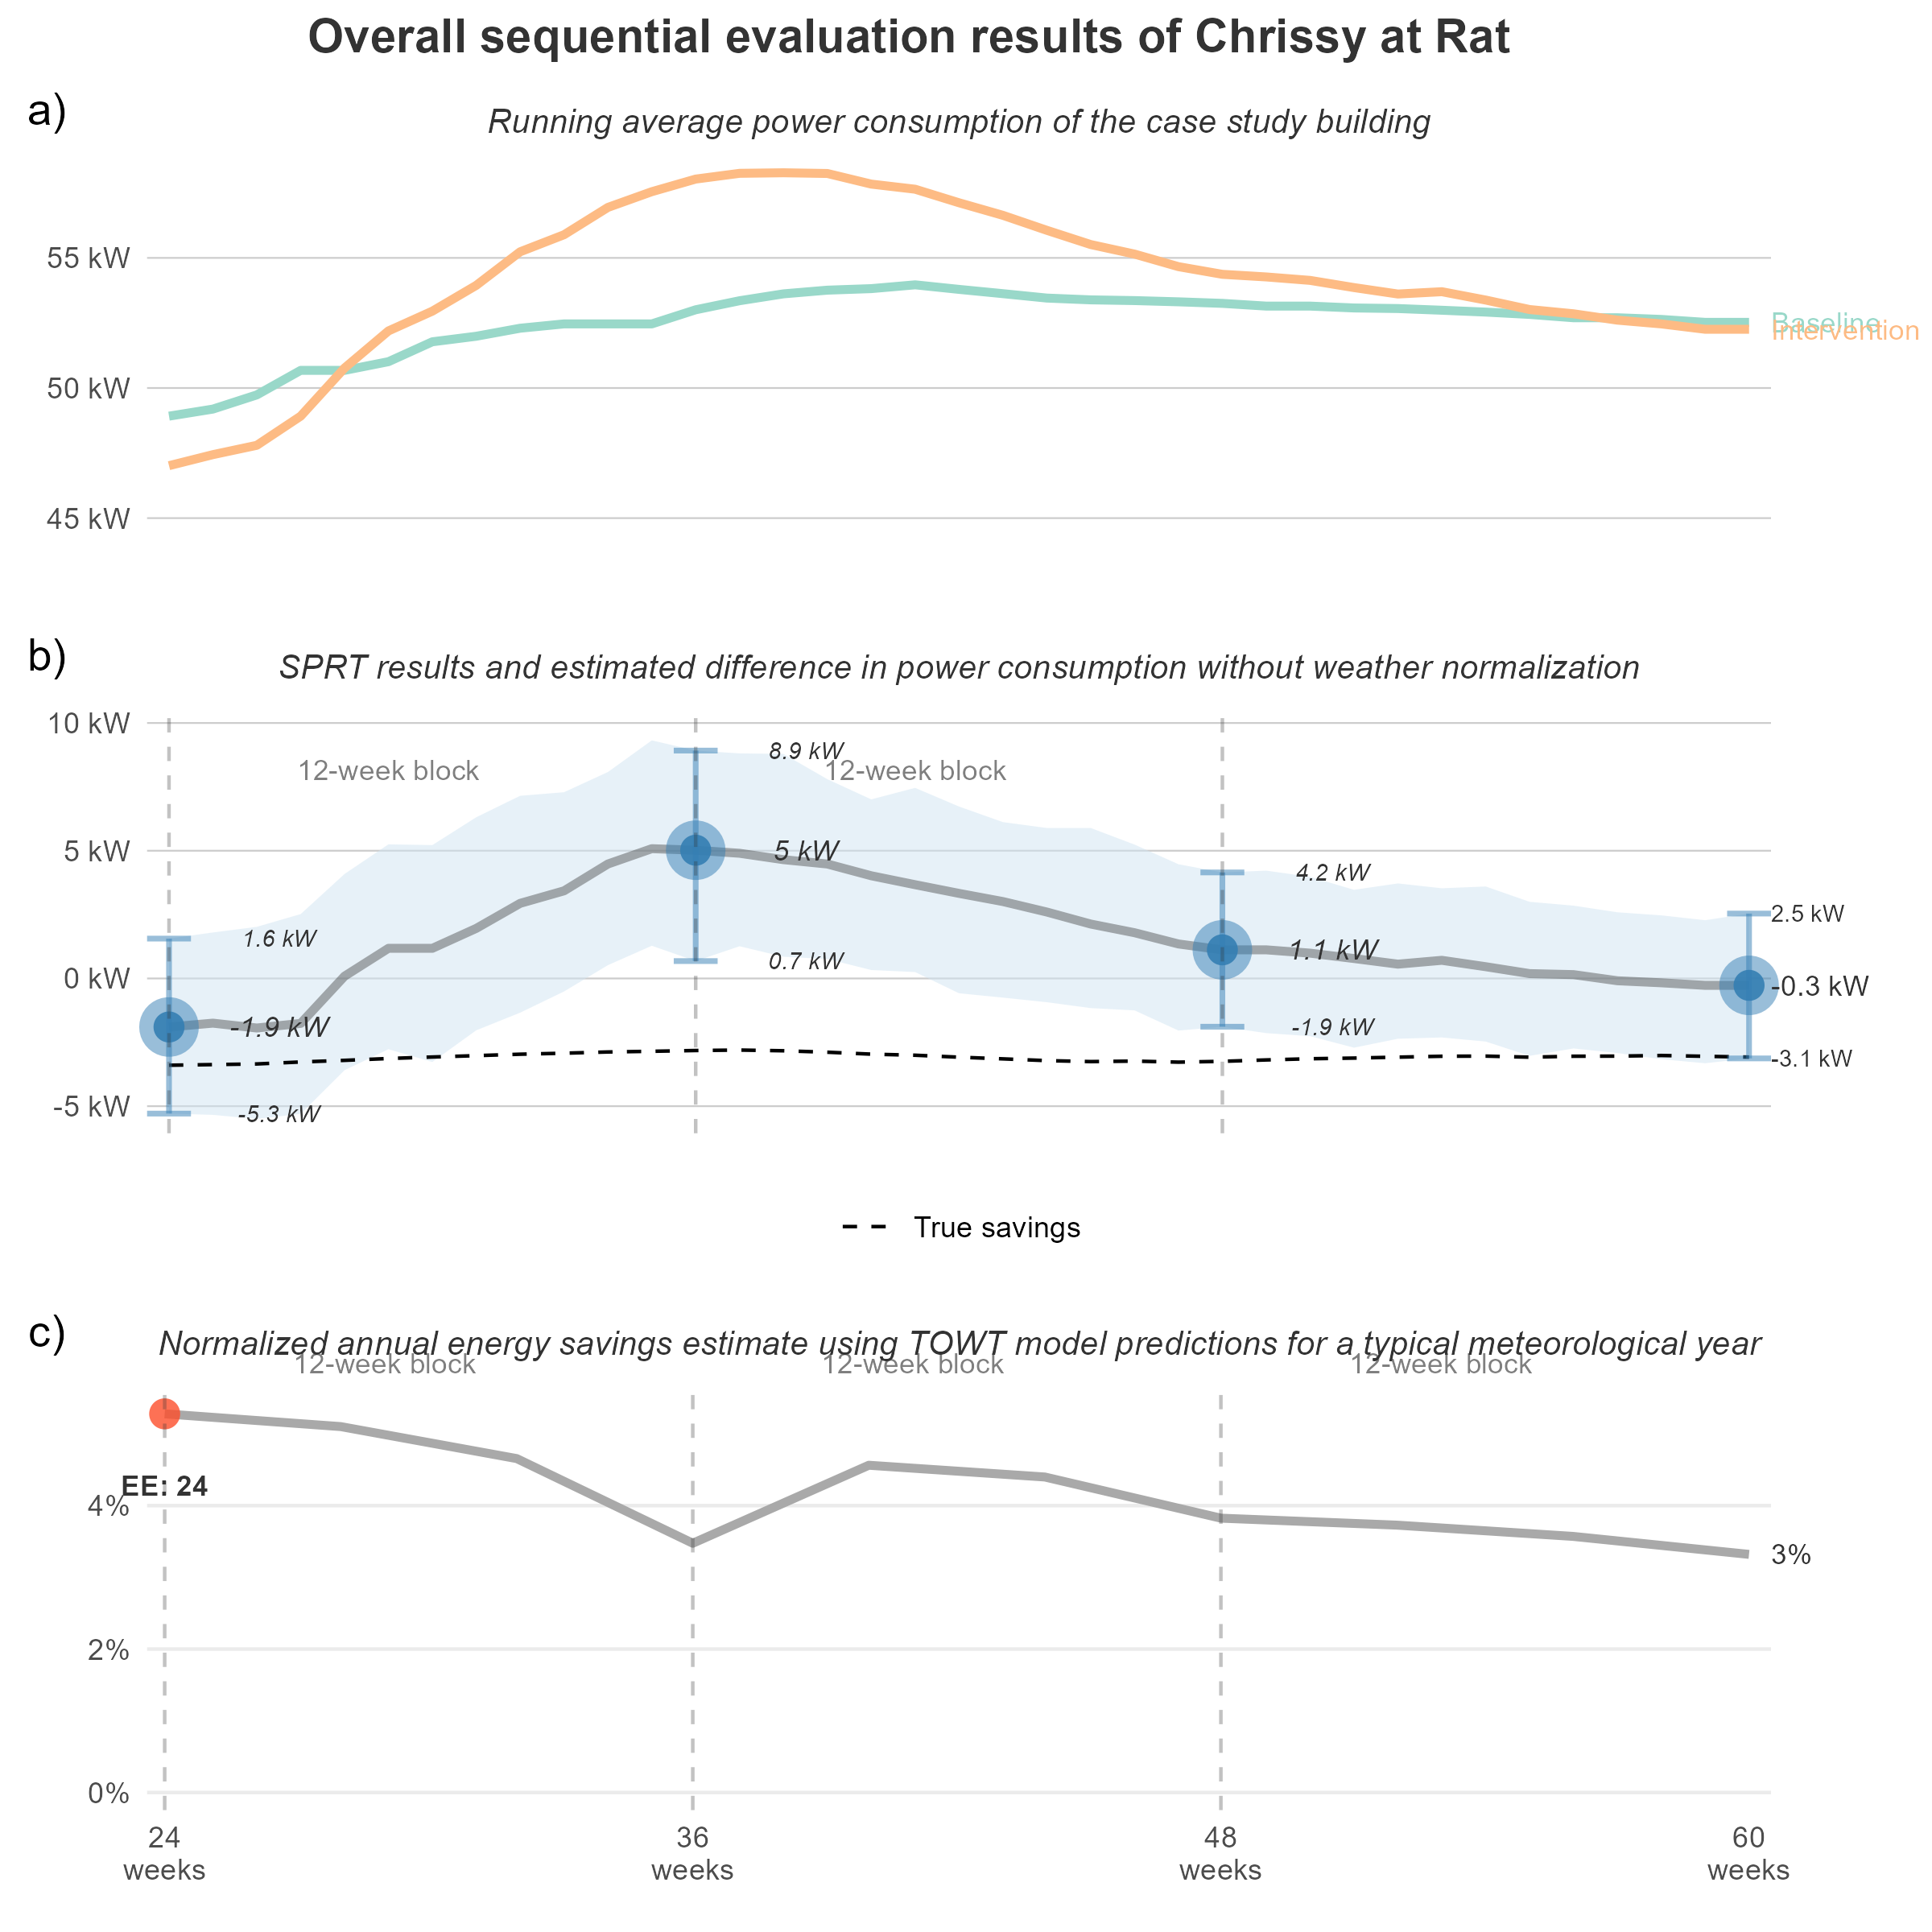 Overall sequential evaluation results of Chrissy at Rat
a)
Running average power consumption of the case study building
55 kW
50 kW
45 kW
Baseline
Intervention
b)
SPRT results and estimated difference in power consumption without weather normalization
10 kW
5 kW
0 kW
-5 kW
12-week block
12-week block
8.9 kW
5 kW
0.7 kW
1.6 kW
-1.9 kW
-5.3 kW
4.2 kW
1.1 kW
-1.9 kW
2.5 kW
-0.3 kW
-3.1 kW
True savings
c)
Normalized annual energy savings estimate using TOWT model predictions for a typical meteorological year
12-week block
12-week block
12-week block
EE: 24
4%
2%
0%
3%
24
weeks
36
weeks
48
weeks
60
weeks